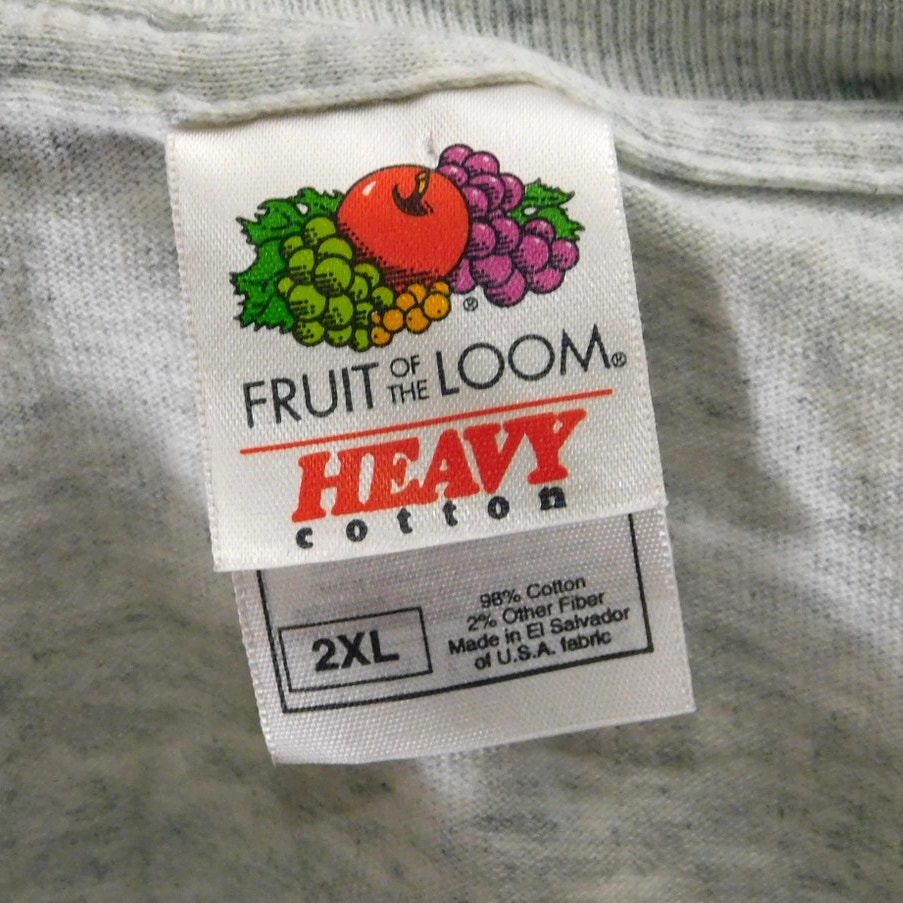 ®
FRUIT OF THE LOOM®
HEAVY
cotton
2XL
98% Cotton
2% Other Fiber
Made in El Salvador
of U.S.A. fabric